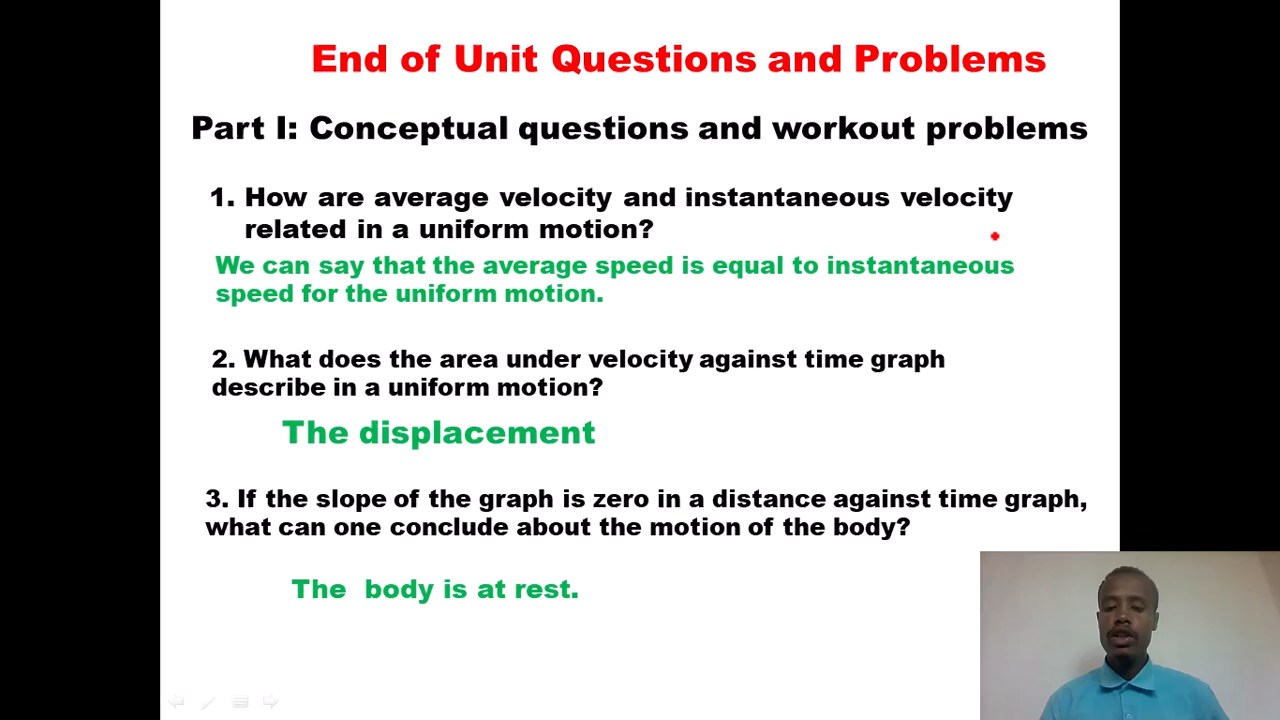 End of Unit Questions and Problems
Part I: Conceptual questions and workout problems
1. How are average velocity and instantaneous velocity
related in a uniform motion?
We can say that the average speed is equal to instantaneous
speed for the uniform motion.
2. What does the area under velocity against time graph
describe in a uniform motion?
The displacement
3. If the slope of the graph is zero in a distance against time graph,
what can one conclude about the motion of the body?
The body is at rest.